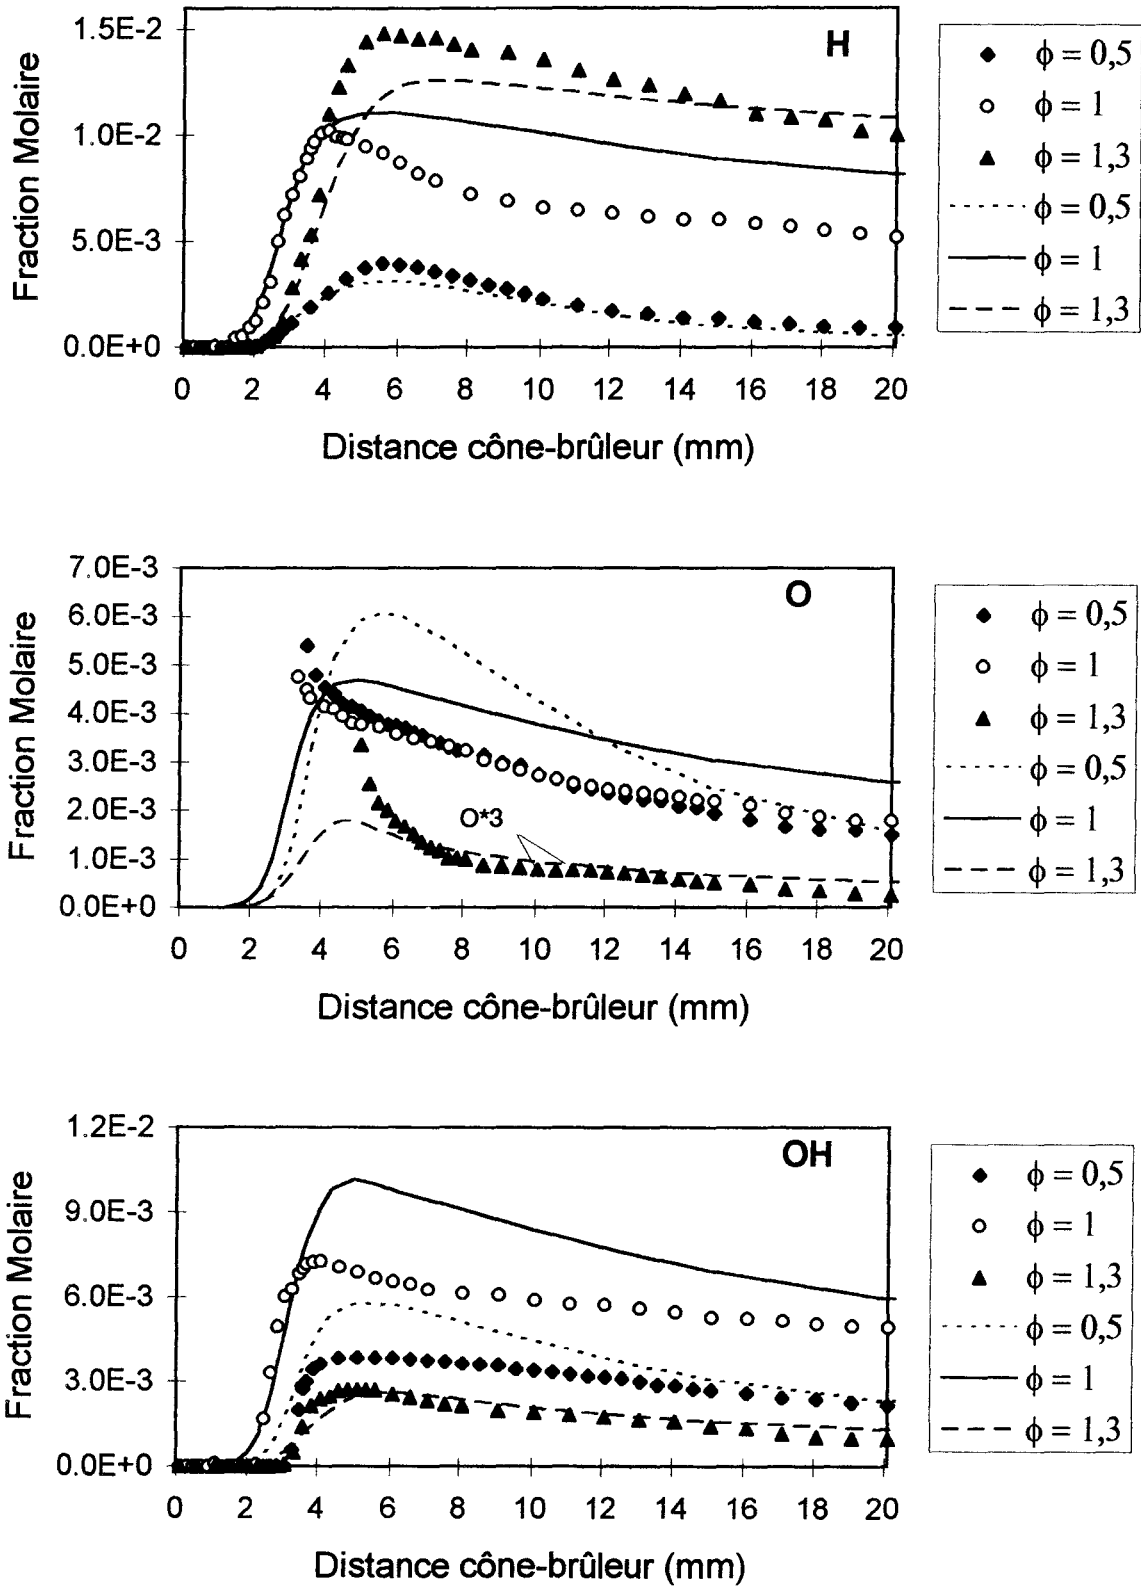 H
Fraction Molaire
1.5E-2
1.0E-2
5.0E-3
0.0E+0
0 2 4 6 8 10 12 14 16 18 20
Distance cône-brûleur (mm)
ϕ = 0,5
ϕ = 1
ϕ = 1,3
ϕ = 0,5
ϕ = 1
ϕ = 1,3
O
Fraction Molaire
7.0E-3
6.0E-3
5.0E-3
4.0E-3
3.0E-3
2.0E-3
1.0E-3
0.0E+0
O*3
0 2 4 6 8 10 12 14 16 18 20
Distance cône-brûleur (mm)
ϕ = 0,5
ϕ = 1
ϕ = 1,3
ϕ = 0,5
ϕ = 1
ϕ = 1,3
OH
Fraction Molaire
1.2E-2
9.0E-3
6.0E-3
3.0E-3
0.0E+0
0 2 4 6 8 10 12 14 16 18 20
Distance cône-brûleur (mm)
ϕ = 0,5
ϕ = 1
ϕ = 1,3
ϕ = 0,5
ϕ = 1
ϕ = 1,3